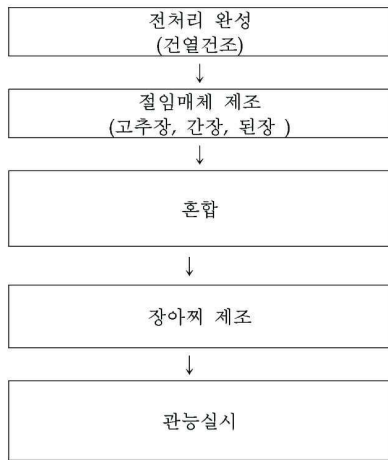 전처리 완성
(건열건조)
↓
절임매체 제조
(고추장, 간장, 된장 )
↓
혼합
↓
장아찌 제조
↓
관능실시